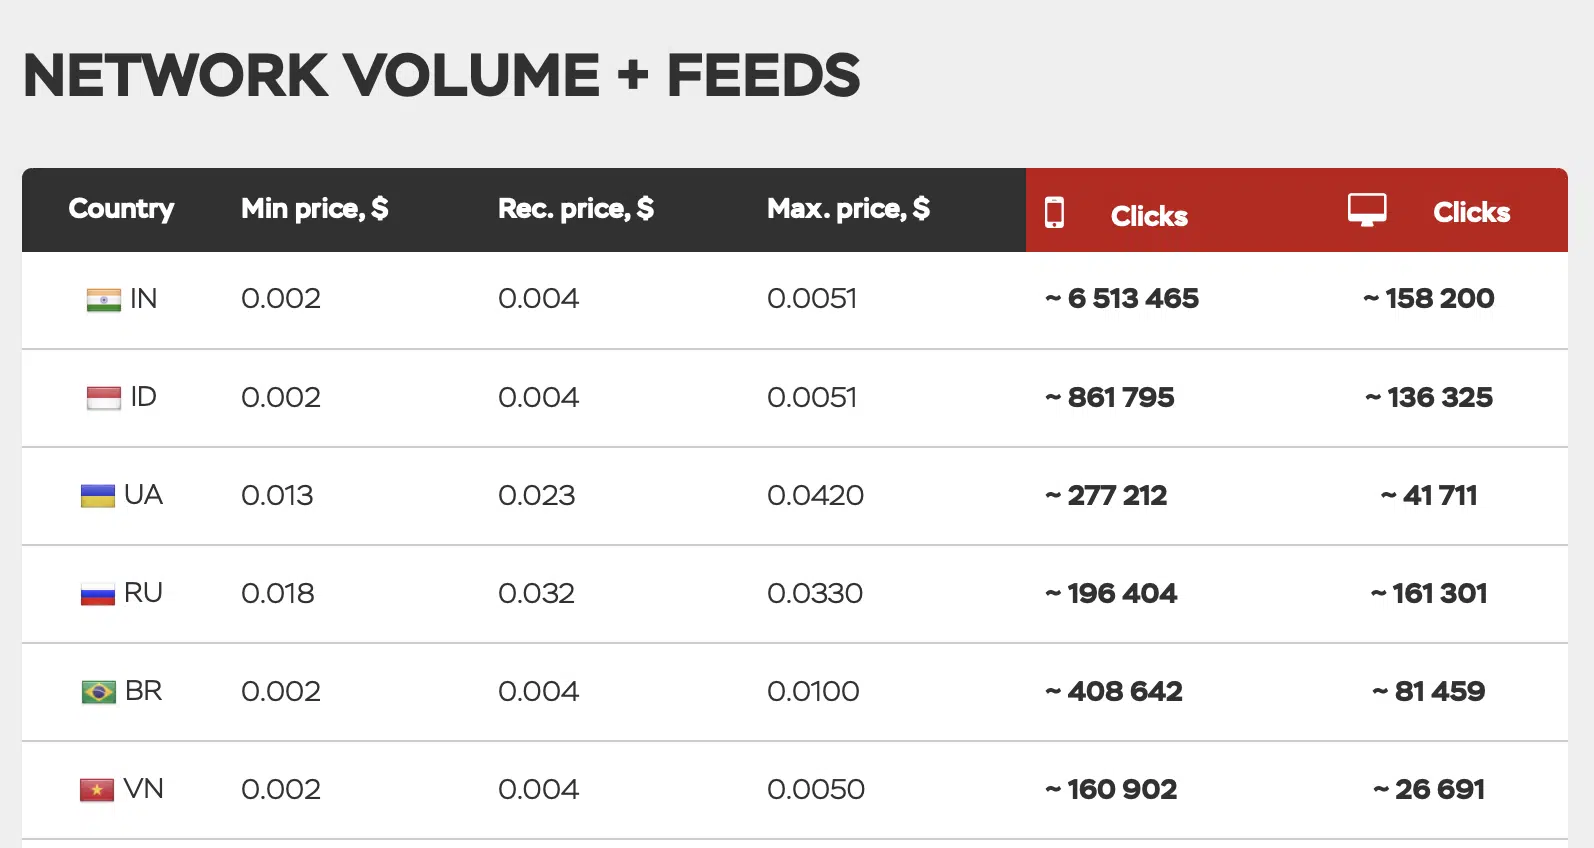 NETWORK VOLUME + FEEDS
Country Min price, $ Rec. price, $ Max. price, $ Clicks Clicks
IN 0.002 0.004 0.0051 ~ 6 513 465 ~ 158 200
ID 0.002 0.004 0.0051 ~ 861 795 ~ 136 325
UA 0.013 0.023 0.0420 ~ 277 212 ~ 41 711
RU 0.018 0.032 0.0330 ~ 196 404 ~ 161 301
BR 0.002 0.004 0.0100 ~ 408 642 ~ 81 459
VN 0.002 0.004 0.0050 ~ 160 902 ~ 26 691